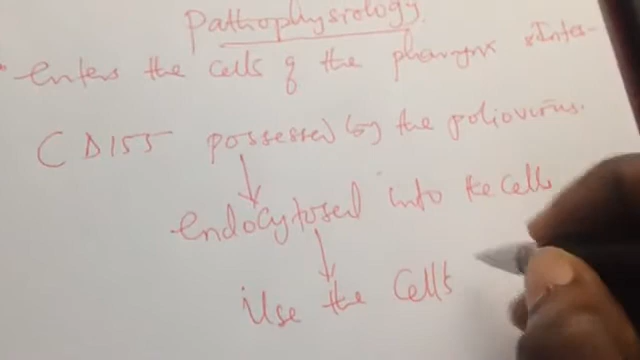 Pathophysiology
enters the cells of the pharynx & Intes-
CD155 possessed by the poliovirus.
endocytosed into the cells
Use the cells